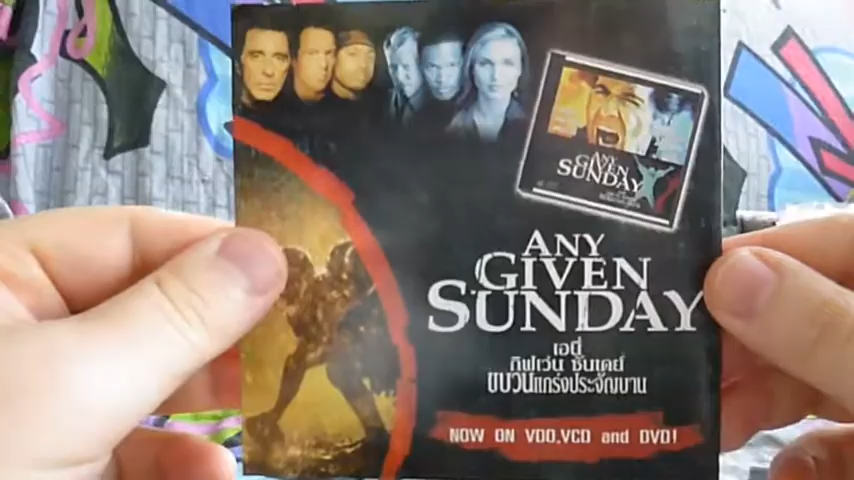 ANY
GIVEN
SUNDAY
ANY
GIVEN
SUNDAY
เอนี่
กิฟเว่น ซันเดย์
ขบวนแกร่งประจัญบาน
NOW ON VDO,VCD and DVD!